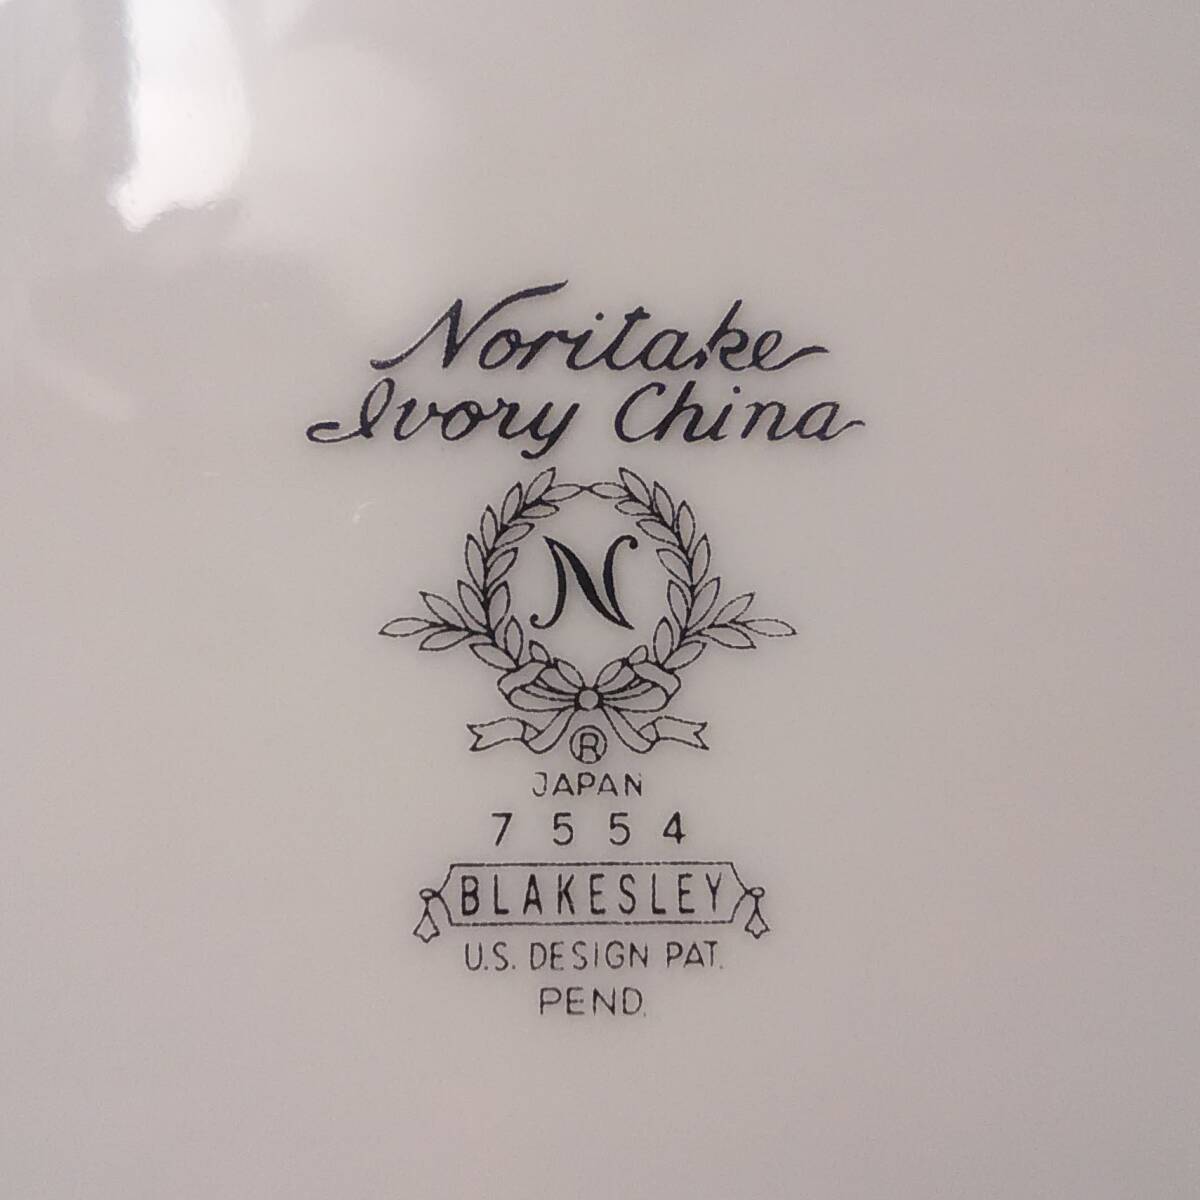 Noritake
Ivory China
N
®
JAPAN
7554
BLAKESLEY
U.S. DESIGN PAT.
PEND.